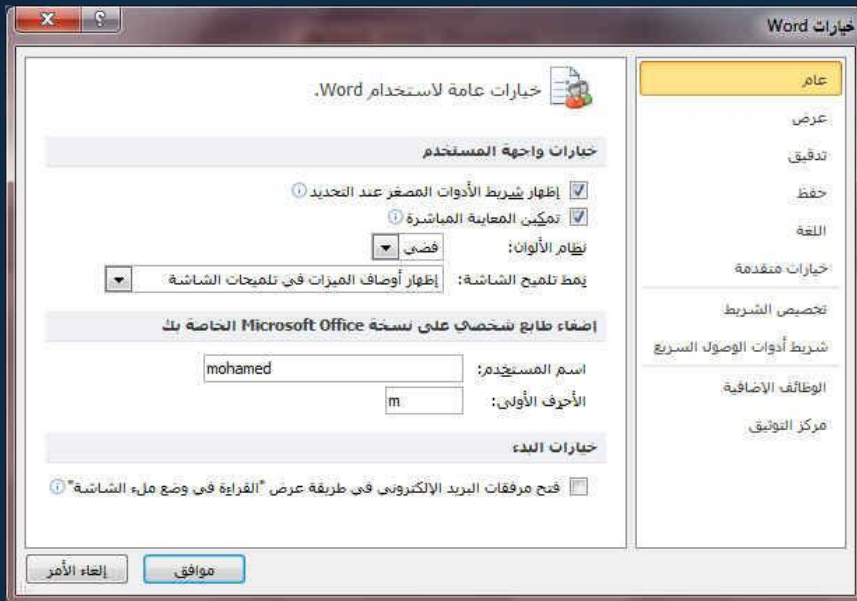 خيارات Word
عام
عرض
تدقيق
حفظ
اللغة
خيارات متقدمة
تخصيص الشريط
شريط أدوات الوصول السريع
الوظائف الإضافية
مركز التوثيق
خيارات عامة لاستخدام Word.
خيارات واجهة المستخدم
إظهار شريط الأدوات المصغر عند التحديد
تمكين المعاينة المباشرة
نظام الألوان: فضي
نمط تلميح الشاشة: إظهار أوصاف الميزات في تلميحات الشاشة
إضفاء طابع شخصي على نسخة Microsoft Office الخاصة بك
اسم المستخدم: mohamed
الأحرف الأولى: m
خيارات البدء
فتح مرفقات البريد الإلكتروني في طريقة عرض "القراءة في وضع ملء الشاشة"
موافق
إلغاء الأمر